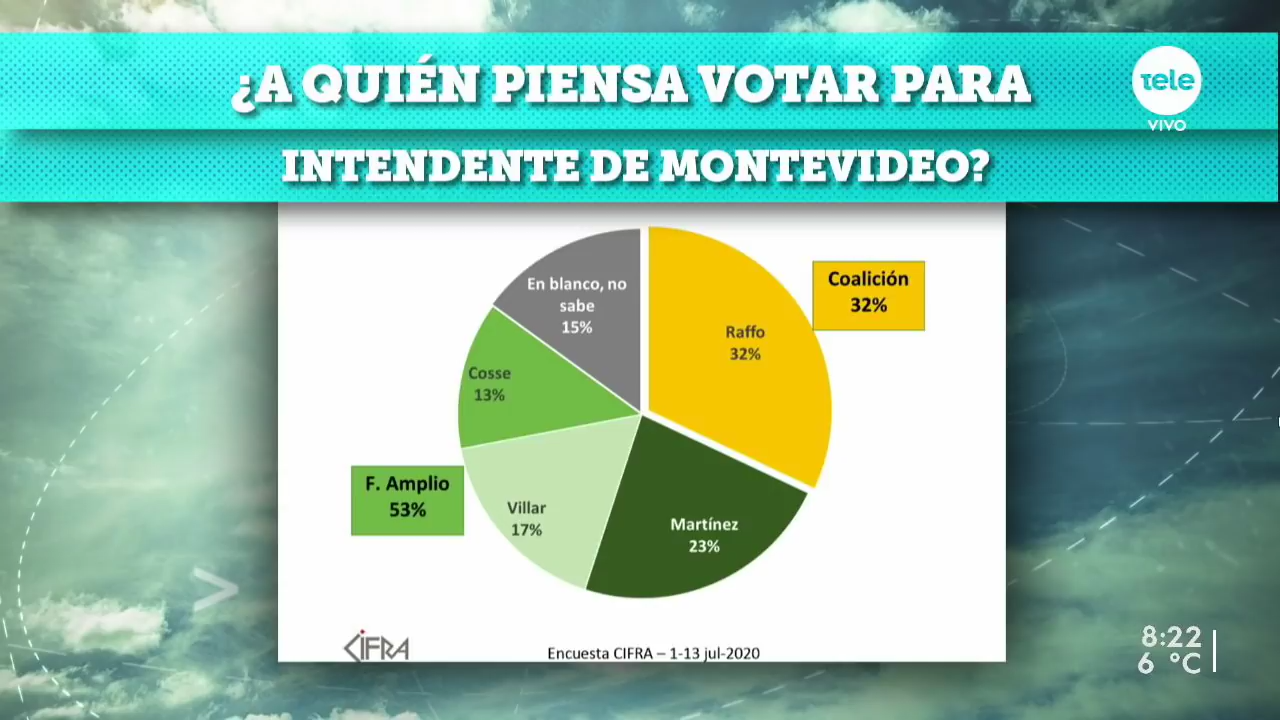 ¿A QUIÉN PIENSA VOTAR PARA
INTENDENTE DE MONTEVIDEO?
tele
VIVO
En blanco, no
sabe
15%
Raffo
32%
Coalición
32%
Cosse
13%
F. Amplio
53%
Villar
17%
Martínez
23%
CIFRA
Encuesta CIFRA – 1-13 jul-2020
8:22
6 °C